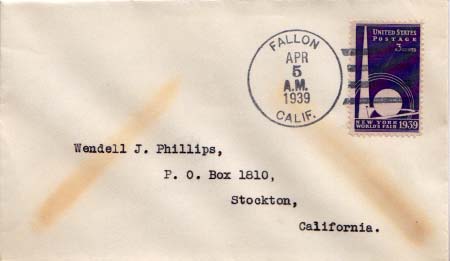 FALLON
APR
5
A.M.
1939
CALIF.
UNITED STATES
POSTAGE
3 CENTS
NEW YORK
WORLD'S FAIR 1939
Wendell J. Phillips,
P. O. Box 1810,
Stockton,
California.